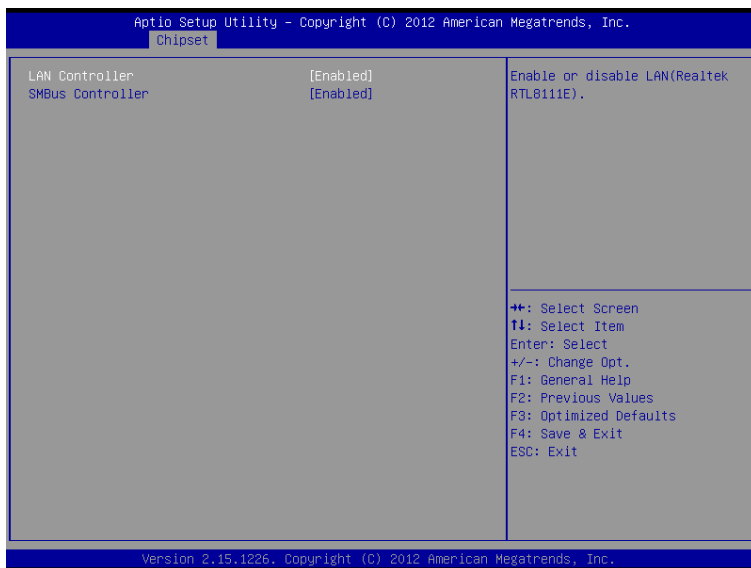 Aptio Setup Utility – Copyright (C) 2012 American Megatrends, Inc.
Chipset
LAN Controller [Enabled]
SMBus Controller [Enabled]
Enable or disable LAN(Realtek
RTL8111E).
→←: Select Screen
↑↓: Select Item
Enter: Select
+/-: Change Opt.
F1: General Help
F2: Previous Values
F3: Optimized Defaults
F4: Save & Exit
ESC: Exit
Version 2.15.1226. Copyright (C) 2012 American Megatrends, Inc.